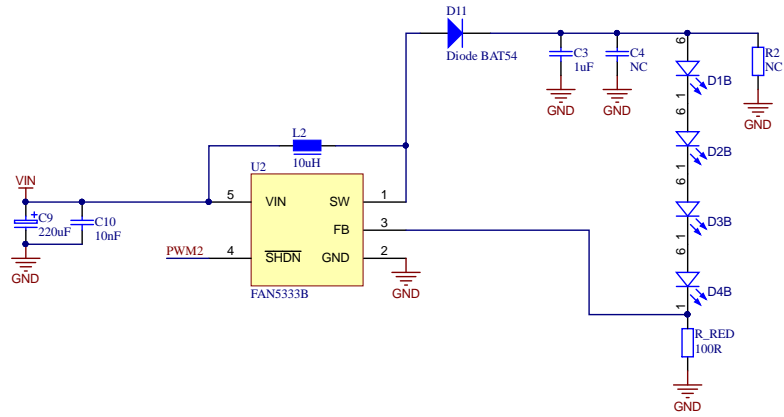 D11
Diode BAT54
C3
1uF
GND
C4
NC
GND
6
D1B
1
R2
NC
GND
6
D2B
1
6
D3B
1
6
D4B
1
R_RED
100R
GND
L2
10uH
U2
5
VIN
SW
1
FB
3
PWM2
4
SHDN
GND
2
GND
FAN5333B
VIN
+
C9
220uF
C10
10nF
GND